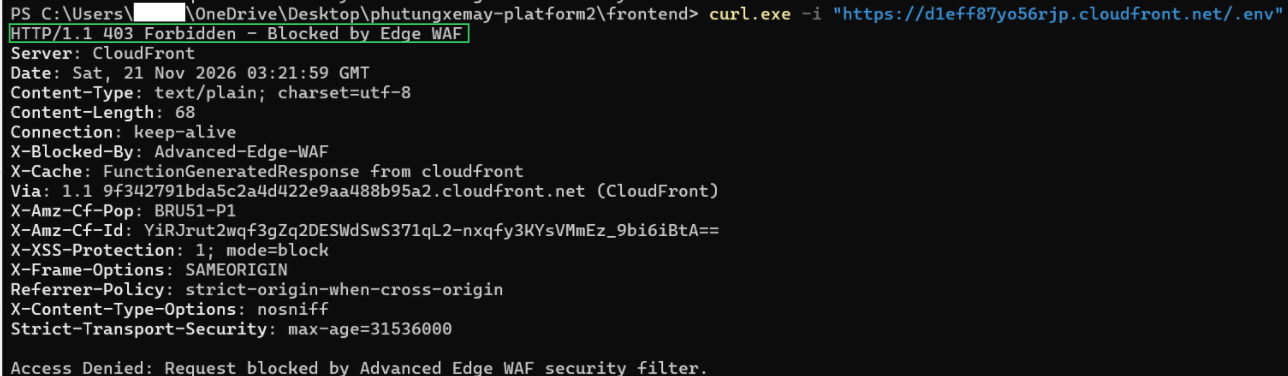 PS C:\Users\ \OneDrive\Desktop\phutungxemay-platform2\frontend> curl.exe -i "https://d1eff87yo56rjp.cloudfront.net/.env"
HTTP/1.1 403 Forbidden - Blocked by Edge WAF
Server: CloudFront
Date: Sat, 21 Nov 2026 03:21:59 GMT
Content-Type: text/plain; charset=utf-8
Content-Length: 68
Connection: keep-alive
X-Blocked-By: Advanced-Edge-WAF
X-Cache: FunctionGeneratedResponse from cloudfront
Via: 1.1 9f342791bda5c2a4d422e9aa488b95a2.cloudfront.net (CloudFront)
X-Amz-Cf-Pop: BRU51-P1
X-Amz-Cf-Id: YiRJrut2wqf3gZq2DESWdSwS371qL2-nxqfy3KYsVMmEz_9bi6iBtA==
X-XSS-Protection: 1; mode=block
X-Frame-Options: SAMEORIGIN
Referrer-Policy: strict-origin-when-cross-origin
X-Content-Type-Options: nosniff
Strict-Transport-Security: max-age=31536000
Access Denied: Request blocked by Advanced Edge WAF security filter.